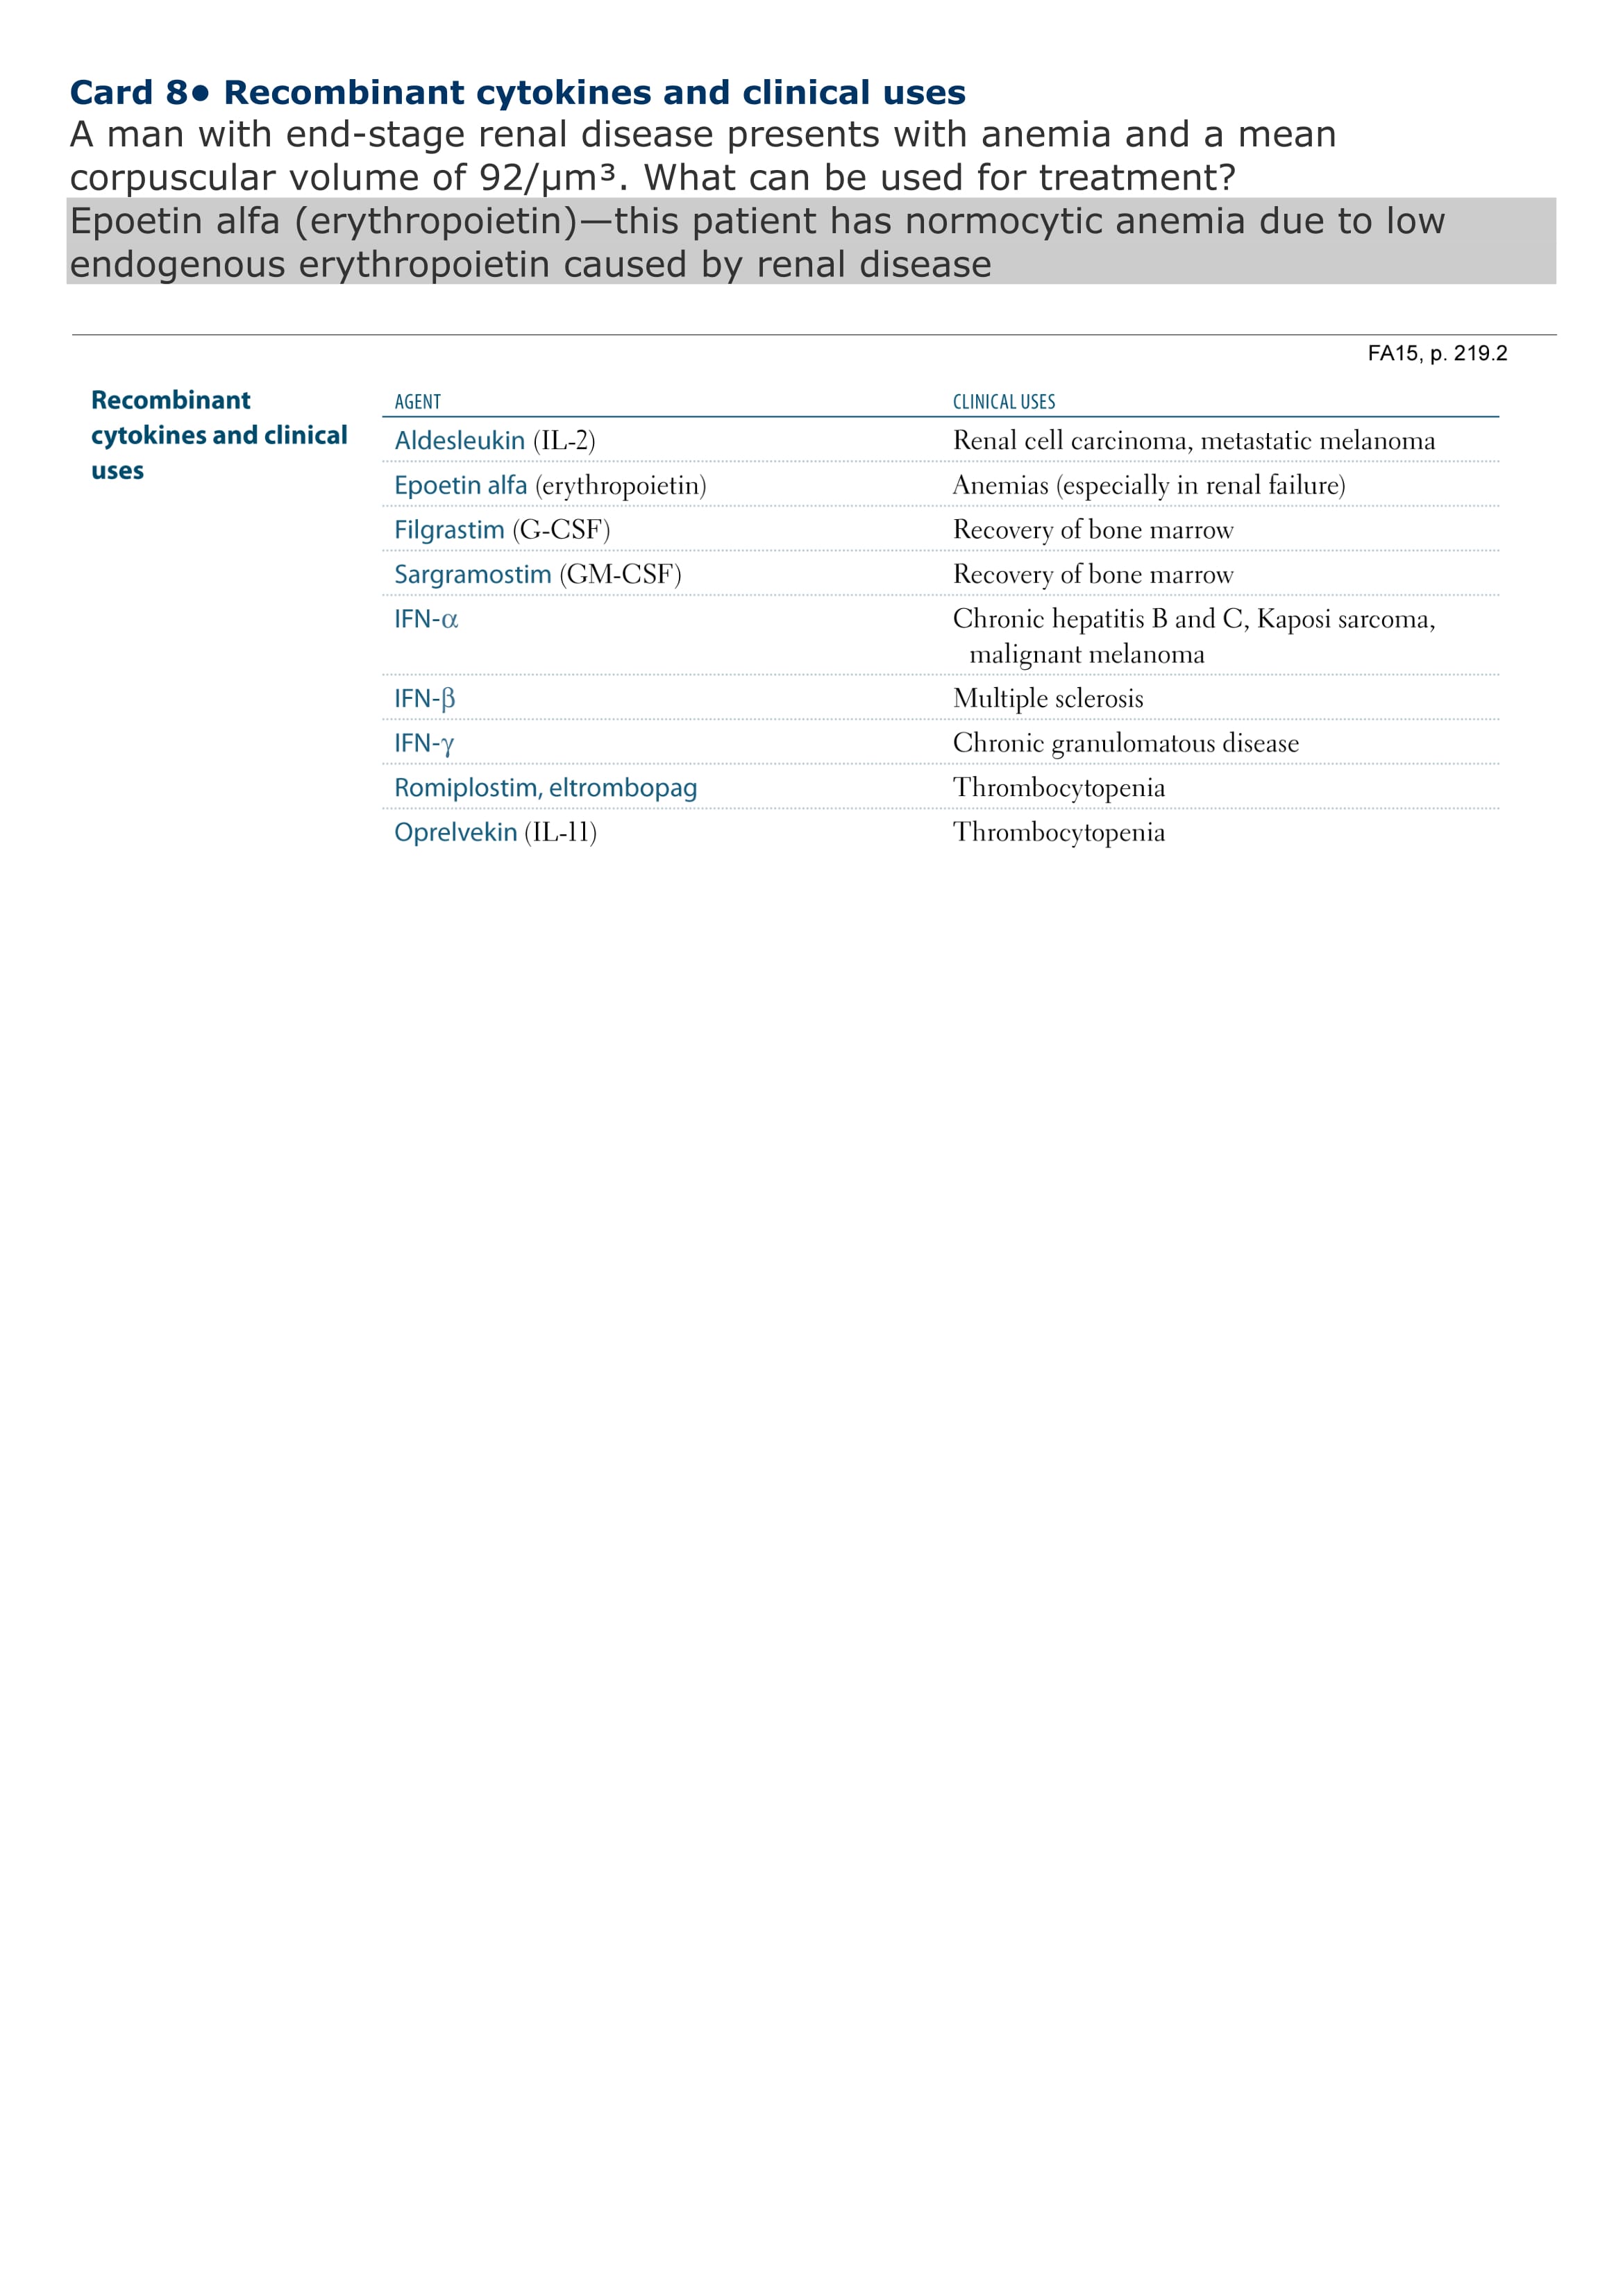 Card 8● Recombinant cytokines and clinical uses
A man with end-stage renal disease presents with anemia and a mean
corpuscular volume of 92/µm³. What can be used for treatment?
Epoetin alfa (erythropoietin)—this patient has normocytic anemia due to low
endogenous erythropoietin caused by renal disease
FA15, p. 219.2
Recombinant
cytokines and clinical
uses
AGENT CLINICAL USES
Aldesleukin (IL-2) Renal cell carcinoma, metastatic melanoma
Epoetin alfa (erythropoietin) Anemias (especially in renal failure)
Filgrastim (G-CSF) Recovery of bone marrow
Sargramostim (GM-CSF) Recovery of bone marrow
IFN-α Chronic hepatitis B and C, Kaposi sarcoma,
malignant melanoma
IFN-β Multiple sclerosis
IFN-γ Chronic granulomatous disease
Romiplostim, eltrombopag Thrombocytopenia
Oprelvekin (IL-11) Thrombocytopenia